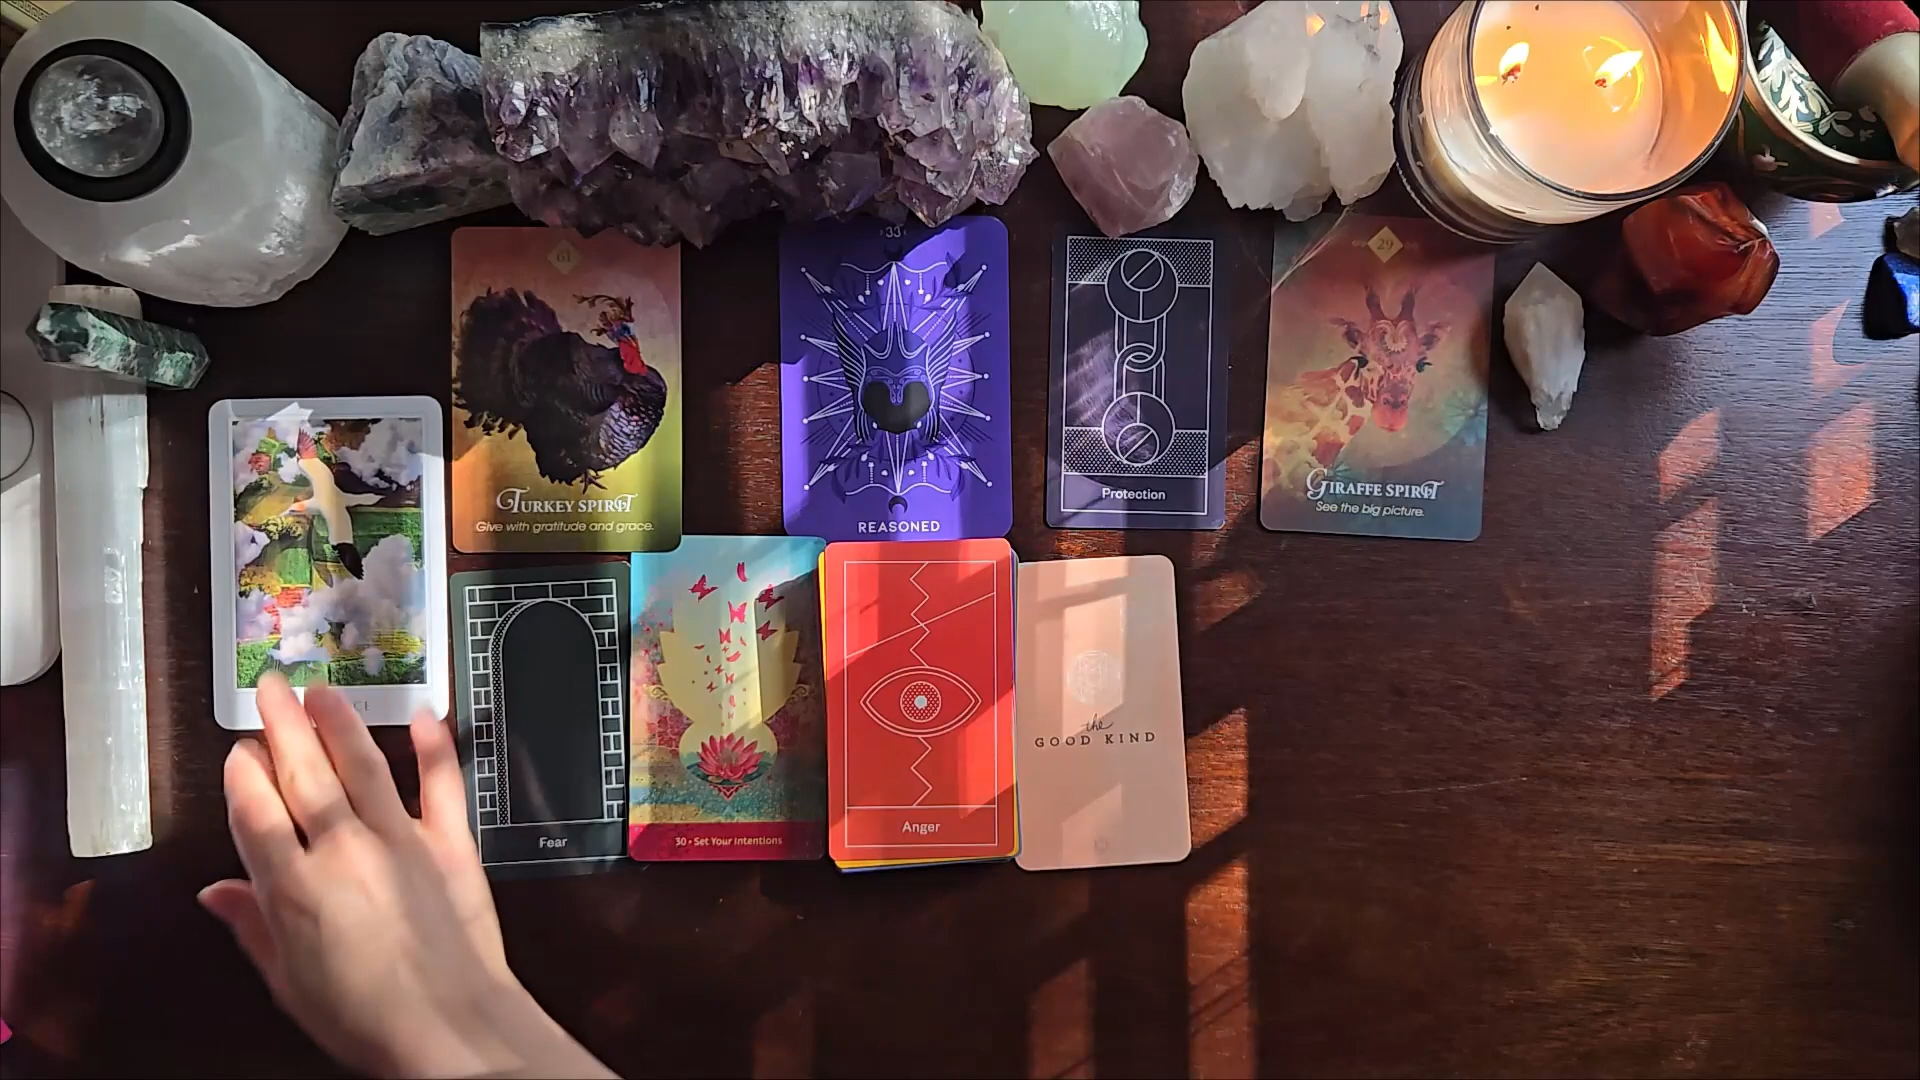 61
TURKEY SPIRIT
Give with gratitude and grace.
33
REASONED
Protection
29
GIRAFFE SPIRIT
See the big picture.
Fear
30 • Set Your Intentions
Anger
the
GOOD KIND